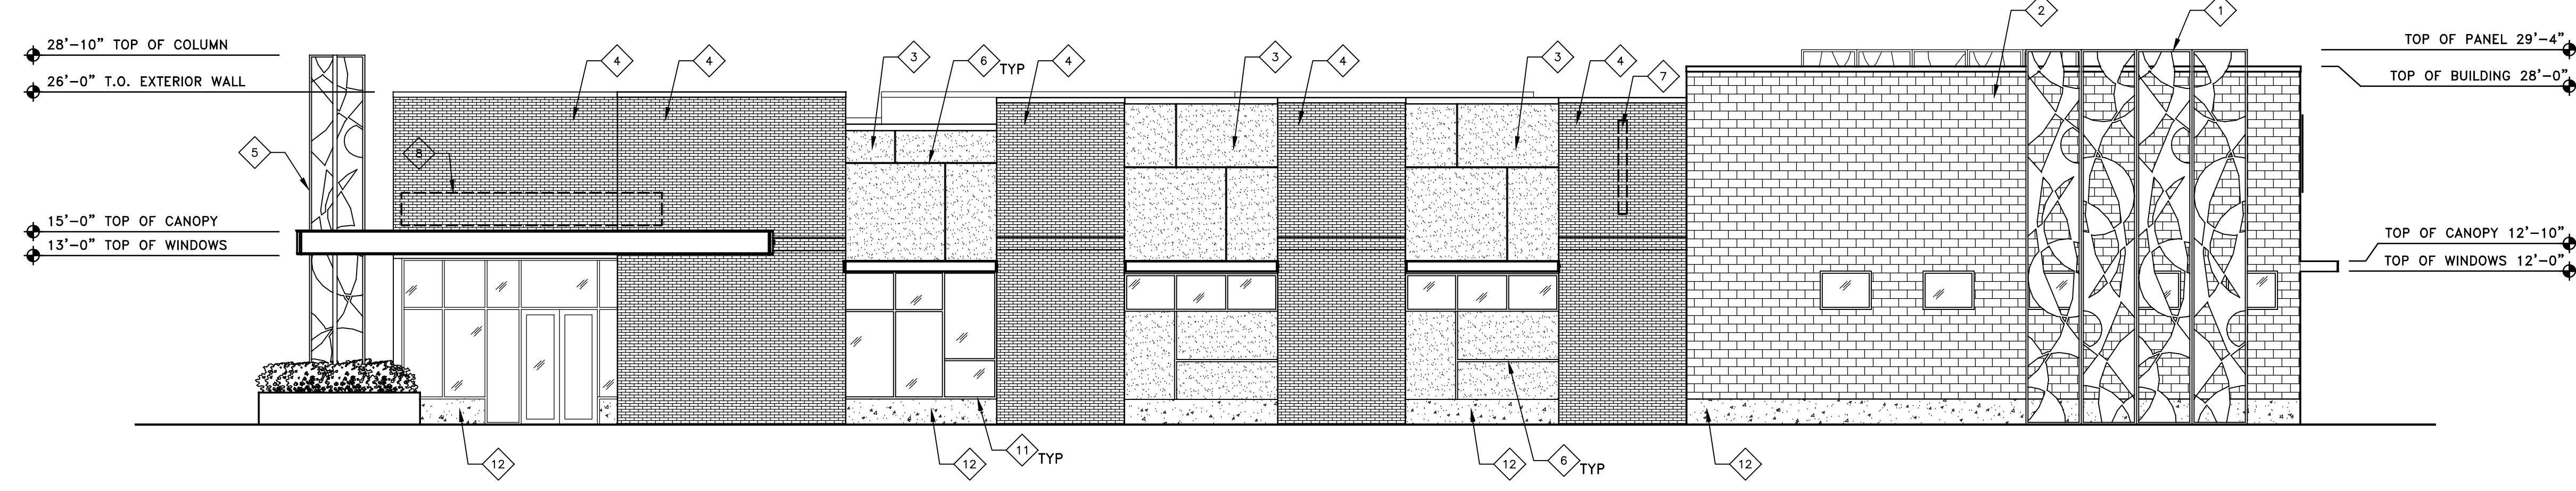 2
1
28'-10" TOP OF COLUMN
TOP OF PANEL 29'-4"
4
4
3
6 TYP
4
3
4
3
4
7
26'-0" T.O. EXTERIOR WALL
TOP OF BUILDING 28'-0"
5
8
15'-0" TOP OF CANOPY
TOP OF CANOPY 12'-10"
13'-0" TOP OF WINDOWS
TOP OF WINDOWS 12'-0"
12
12
11 TYP
12
6 TYP
12